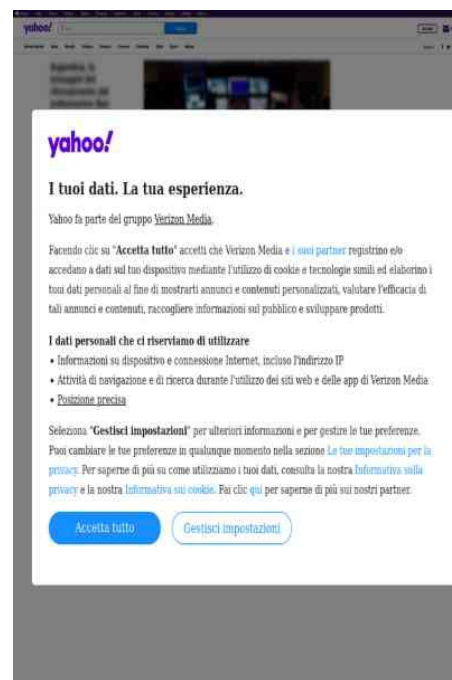 yahoo!
yahoo!
I tuoi dati. La tua esperienza.
Yahoo fa parte del gruppo Verizon Media.
Facendo clic su "Accetta tutto" accetti che Verizon Media e i suoi partner registrino e/o
accedano a dati sul tuo dispositivo mediante l'utilizzo di cookie e tecnologie simili ed elaborino i
tuoi dati personali al fine di mostrarti annunci e contenuti personalizzati, valutare l'efficacia di
tali annunci e contenuti, raccogliere informazioni sul pubblico e sviluppare prodotti.
I dati personali che ci riserviamo di utilizzare
• Informazioni su dispositivo e connessione Internet, incluso l'indirizzo IP
• Attività di navigazione e di ricerca durante l'utilizzo dei siti web e delle app di Verizon Media
• Posizione precisa
Seleziona "Gestisci impostazioni" per ulteriori informazioni e per gestire le tue preferenze.
Puoi cambiare le tue preferenze in qualunque momento nella sezione Le tue impostazioni per la
privacy. Per saperne di più su come utilizziamo i tuoi dati, consulta la nostra Informativa sulla
privacy e la nostra Informativa sui cookie. Fai clic qui per saperne di più sui nostri partner.
Accetta tutto
Gestisci impostazioni